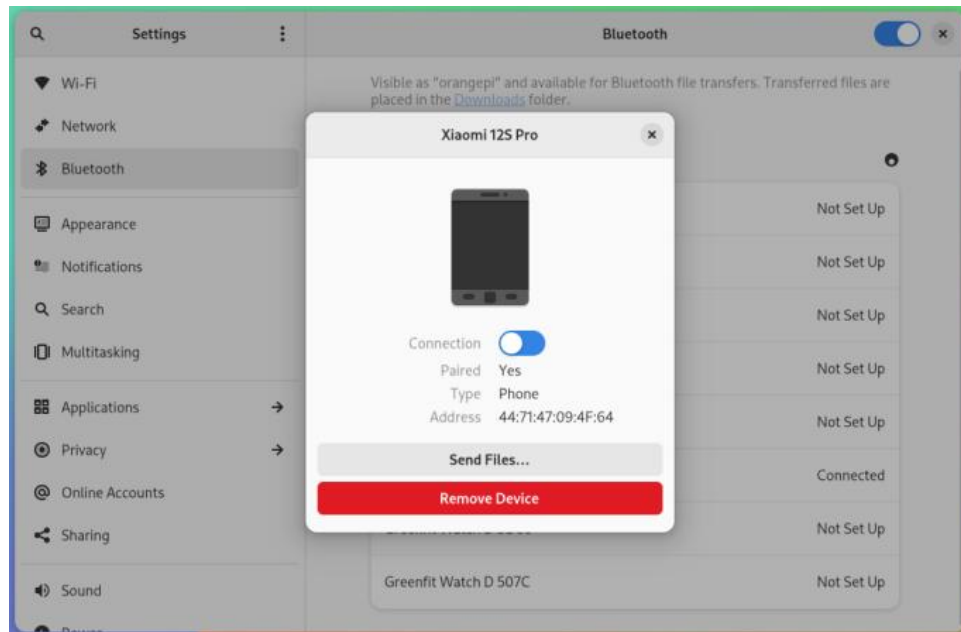 Settings
Bluetooth
Wi-Fi
Network
Bluetooth
Appearance
Notifications
Search
Multitasking
Applications
Privacy
Online Accounts
Sharing
Sound
Visible as "orangepi" and available for Bluetooth file transfers. Transferred files are
placed in the Downloads folder.
Xiaomi 12S Pro
Connection
Paired Yes
Type Phone
Address 44:71:47:09:4F:64
Send Files...
Remove Device
Not Set Up
Not Set Up
Not Set Up
Not Set Up
Not Set Up
Connected
Not Set Up
Greenfit Watch D 507C Not Set Up